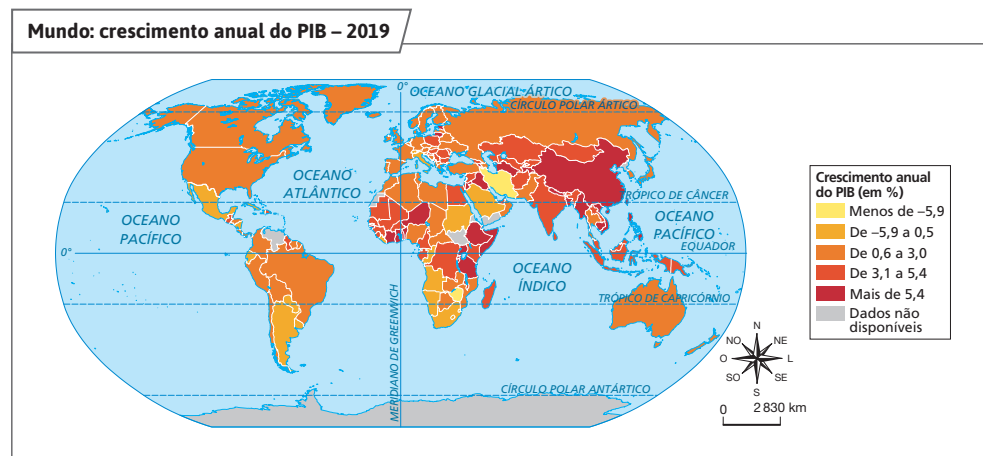 Mundo: crescimento anual do PIB – 2019
0°
OCEANO GLACIAL ÁRTICO
CÍRCULO POLAR ÁRTICO
OCEANO
ATLÂNTICO
TRÓPICO DE CÂNCER
OCEANO
PACÍFICO
OCEANO
PACÍFICO
EQUADOR
0°
OCEANO
ÍNDICO
TRÓPICO DE CAPRICÓRNIO
MERIDIANO DE GREENWICH
CÍRCULO POLAR ANTÁRTICO
Crescimento anual
do PIB (em %)
Menos de –5,9
De –5,9 a 0,5
De 0,6 a 3,0
De 3,1 a 5,4
Mais de 5,4
Dados não
disponíveis
N
NO NE
O L
SO SE
S
0 2 830 km